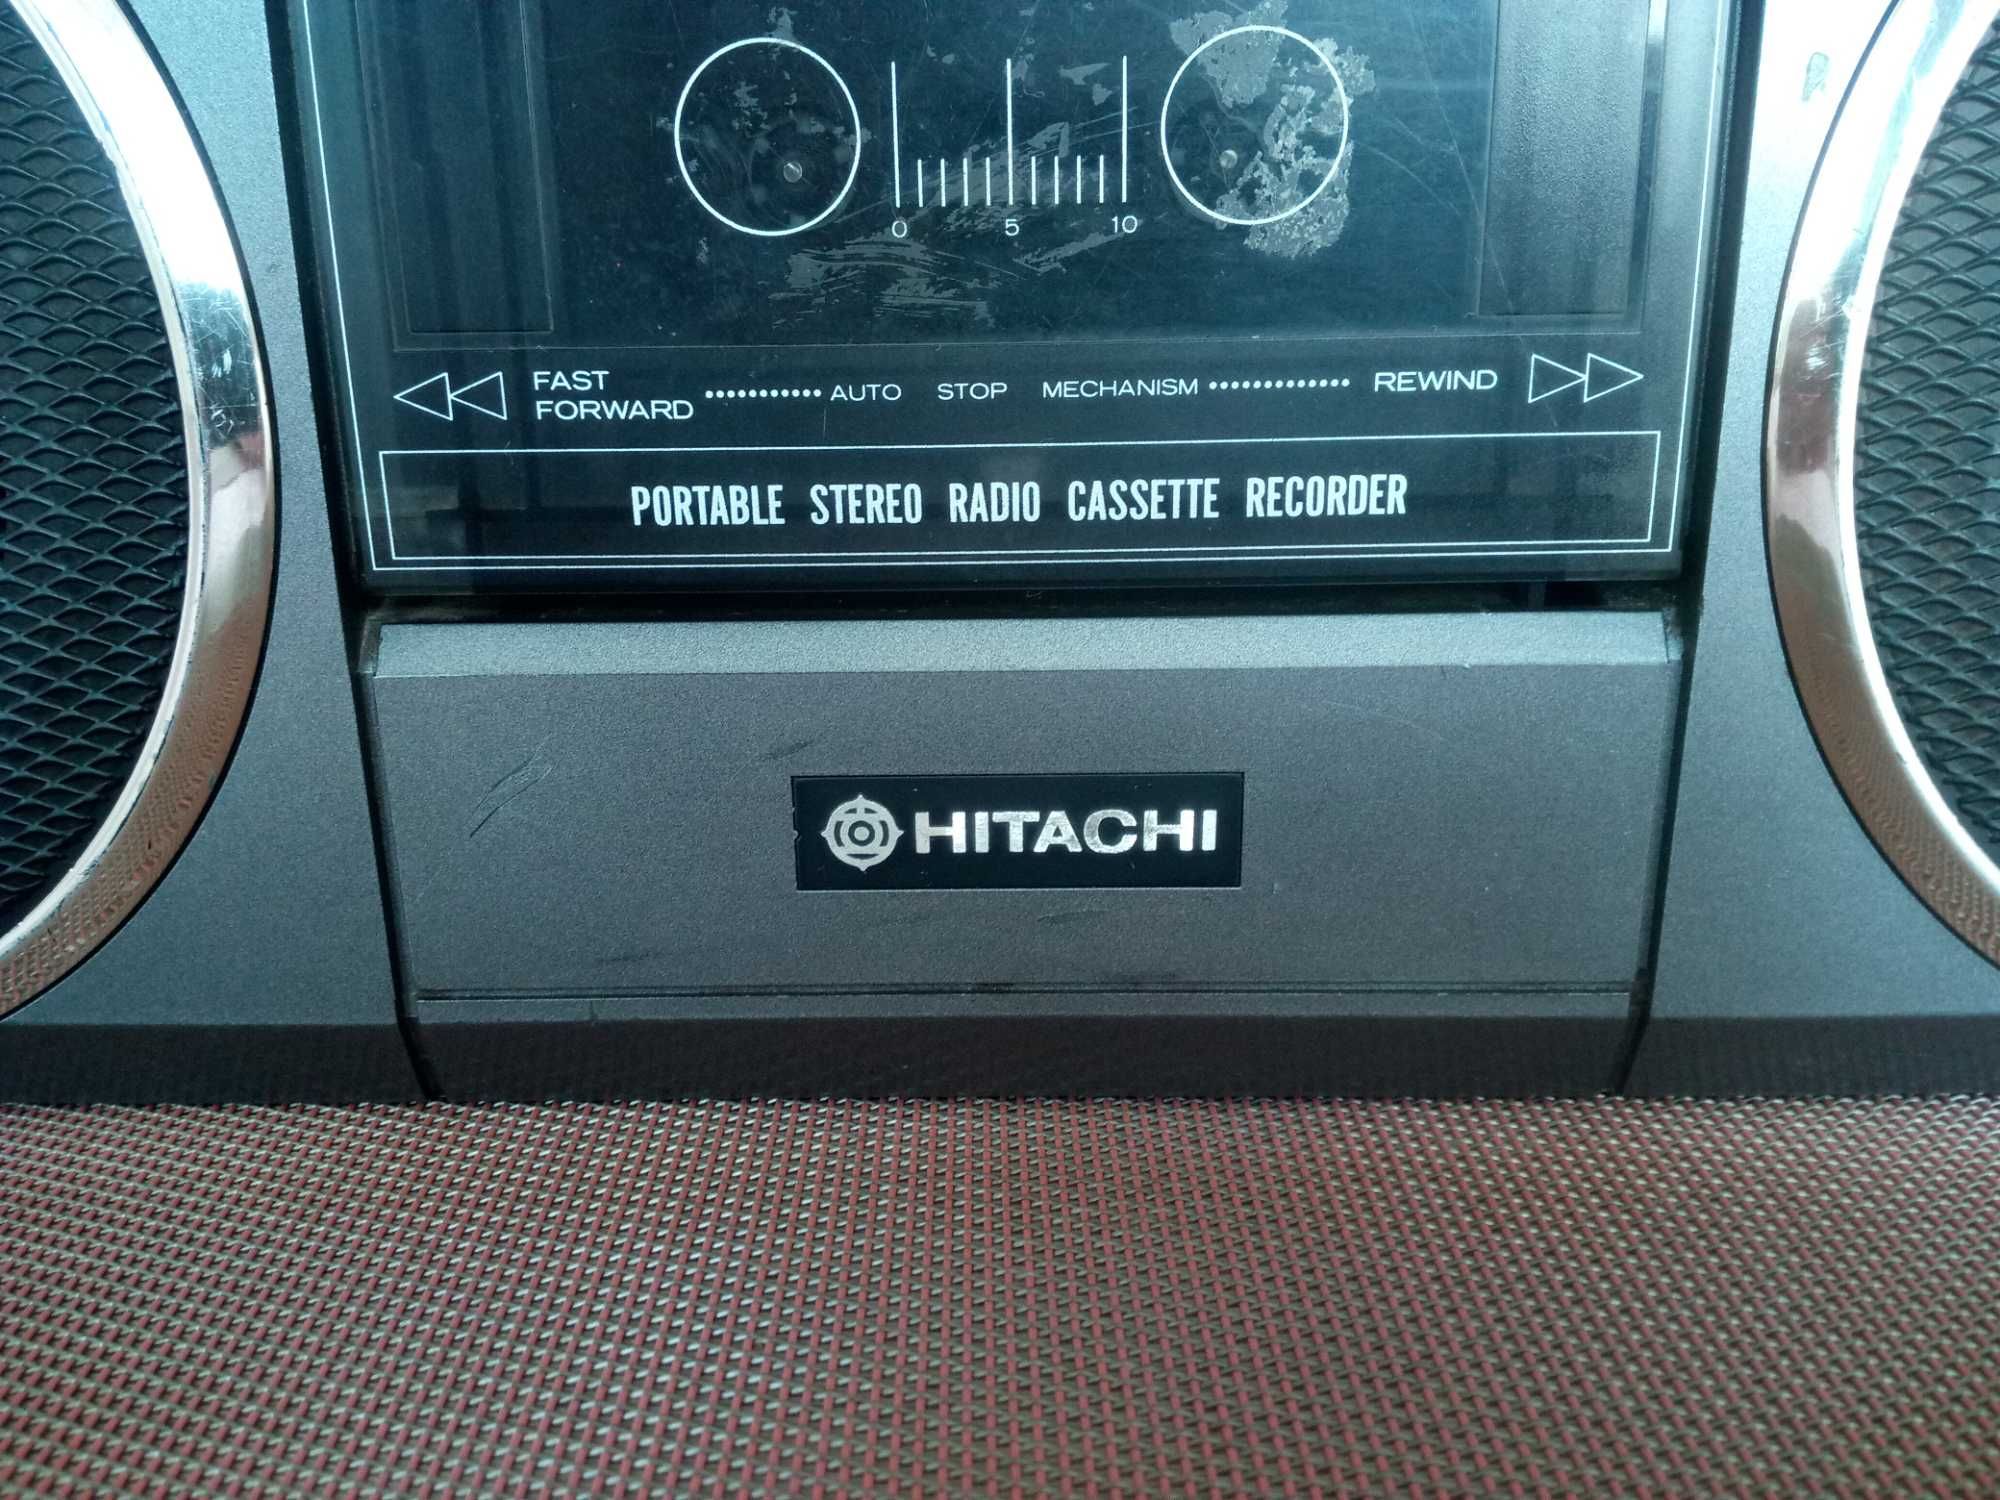 0 5 10
FAST FORWARD ........... AUTO STOP MECHANISM ............. REWIND
PORTABLE STEREO RADIO CASSETTE RECORDER
HITACHI